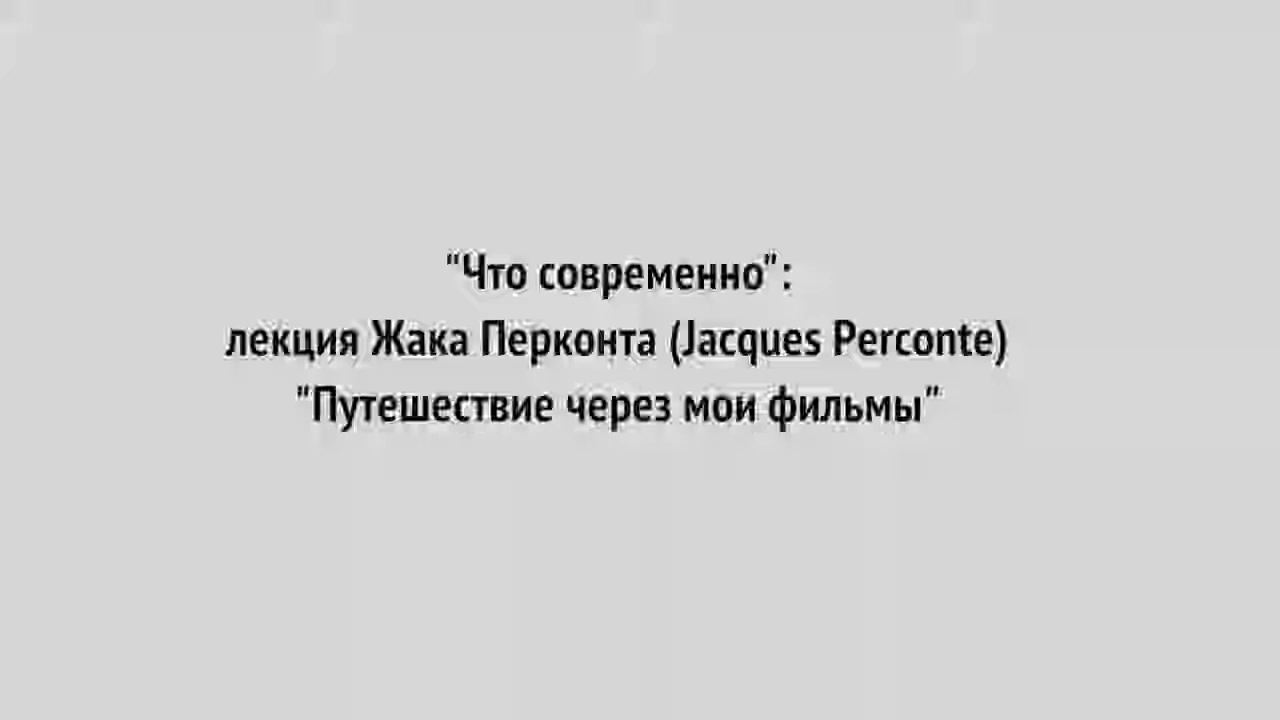 "Что современно":
лекция Жака Перконта (Jacques Perconte)
"Путешествие через мои фильмы"